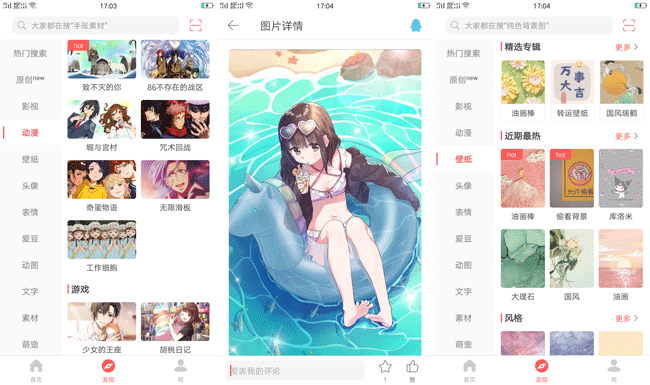 17:03
大家都在搜"手账素材"
热门搜索
原创new
影视
动漫
壁纸
头像
表情
爱豆
动图
文字
素材
萌宠
hot
致不灭的你
86不存在的战区
堀与宫村
咒术回战
奇蛋物语
无限滑板
工作细胞
游戏
少女的王座
胡桃日记
首页
发现
我
17:04
图片详情
发表我的评论
1
赞
17:04
大家都在搜"纯色背景图"
热门搜索
原创new
影视
动漫
壁纸
头像
表情
爱豆
动图
文字
素材
萌宠
精选专辑
更多
万事大吉
油画棒
转运壁纸
国风瑞鹤
近期最热
更多
hot
hot
允许偷看
油画棒
偷看背景
库洛米
大理石
国风
油画
风格
更多
首页
发现
我